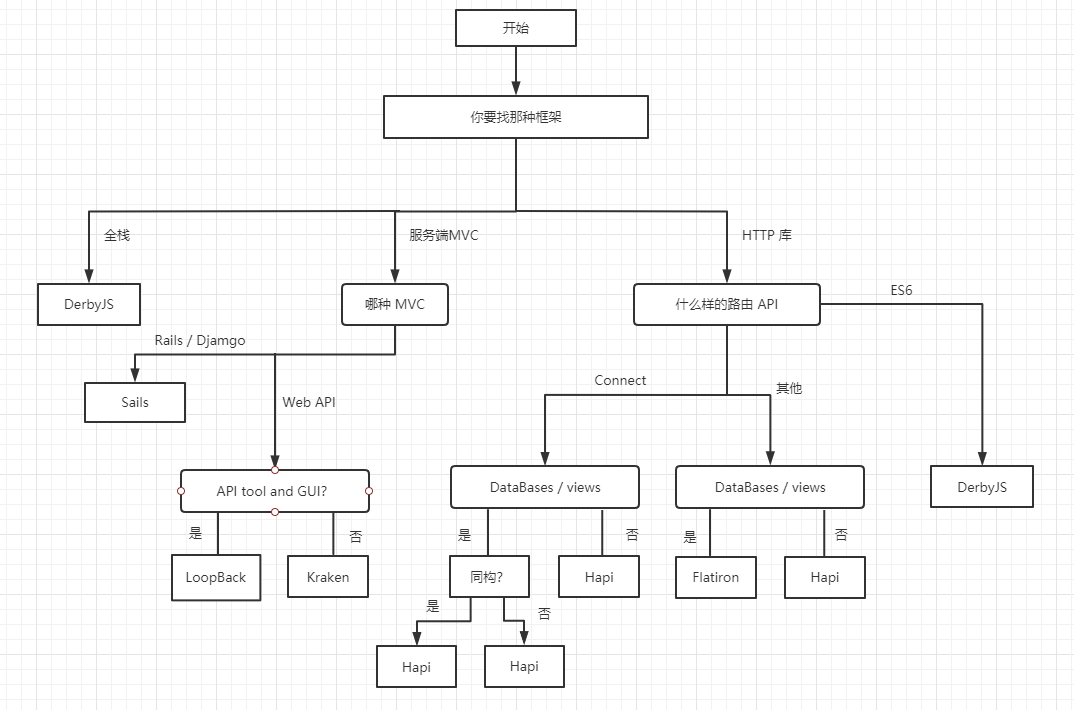 开始
你要找那种框架
全栈
服务端MVC
HTTP 库
DerbyJS
哪种 MVC
什么样的路由 API
ES6
Rails / Djamgo
Sails
Web API
Connect
其他
API tool and GUI?
DataBases / views
DataBases / views
DerbyJS
是
否
是
否
是
否
LoopBack
Kraken
同构?
Hapi
Flatiron
Hapi
是
否
Hapi
Hapi